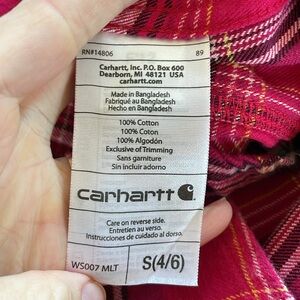 RN#14806 89
Carhartt, Inc. P.O. Box 600
Dearborn, MI 48121 USA
carhartt.com
Made in Bangladesh
Fabriqué au Bangladesh
Hecho en Bangladesh
100% Cotton
100% Coton
100% Algodón
Exclusive of Trimming
Sans garniture
Sin incluir adorno
carhartt
Care on reverse side.
Entretien au verso.
Instrucciones de cuidado al dorso.
WS007 MLT S(4/6)